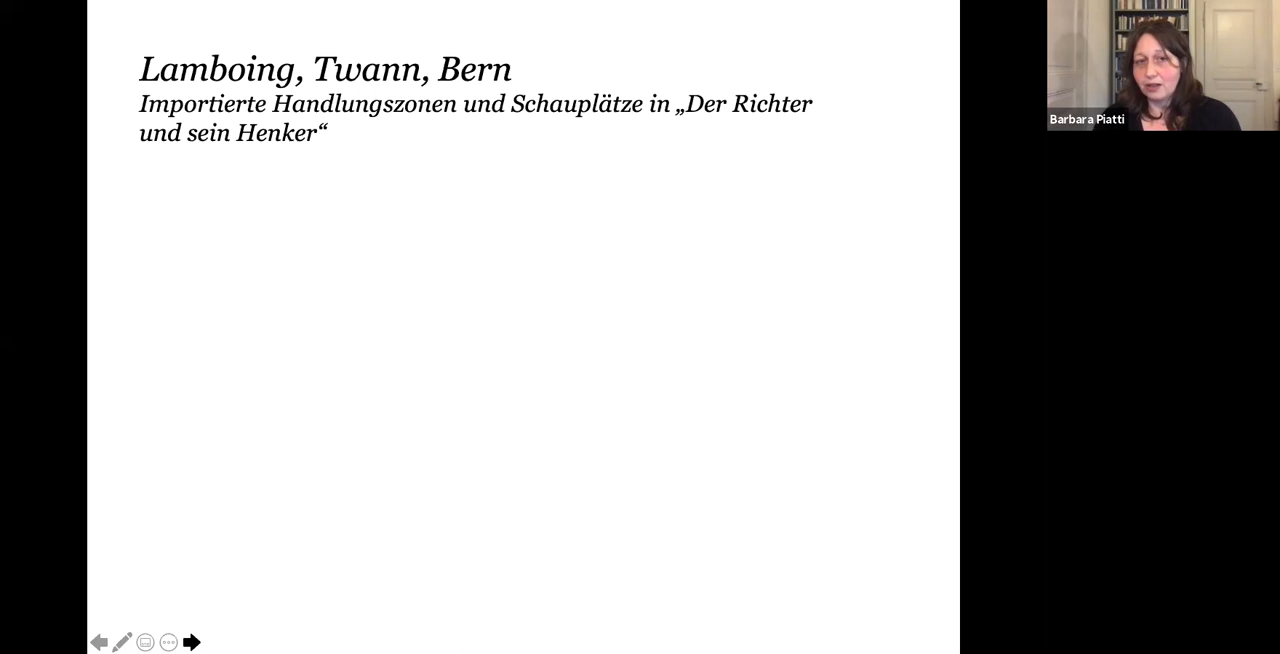 Lamboing, Twann, Bern
Importierte Handlungszonen und Schauplätze in „Der Richter
und sein Henker“
Barbara Piatti